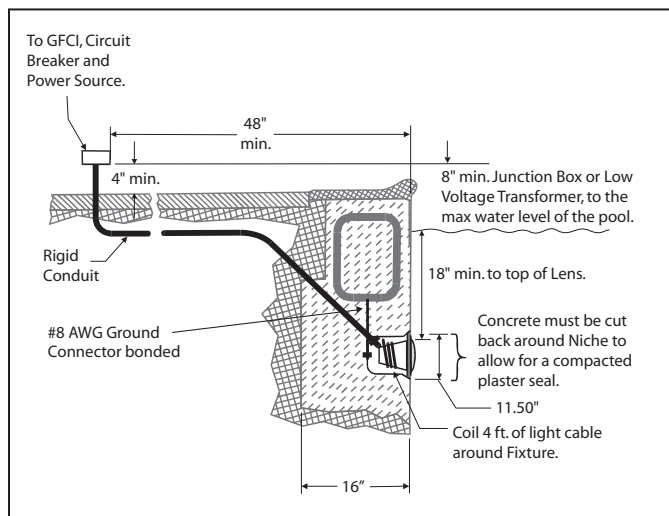 To GFCI, Circuit
Breaker and
Power Source.
48"
min.
4" min.
8" min. Junction Box or Low
Voltage Transformer, to the
max water level of the pool.
Rigid
Conduit
18" min. to top of Lens.
#8 AWG Ground
Connector bonded
Concrete must be cut
back around Niche to
allow for a compacted
plaster seal.
11.50"
Coil 4 ft. of light cable
around Fixture.
16"